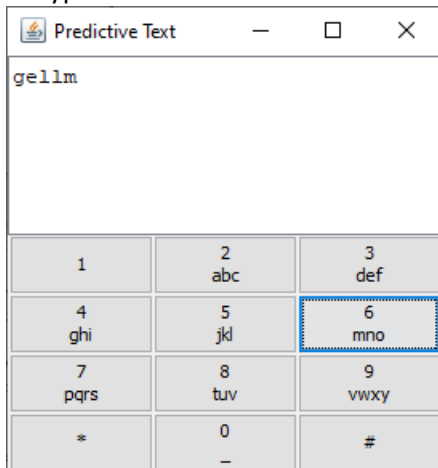 Predictive Text
gellm
1 2 3
abc def
4 5 6
ghi jkl mno
7 8 9
pqrs tuv vwxy
* 0 #
_